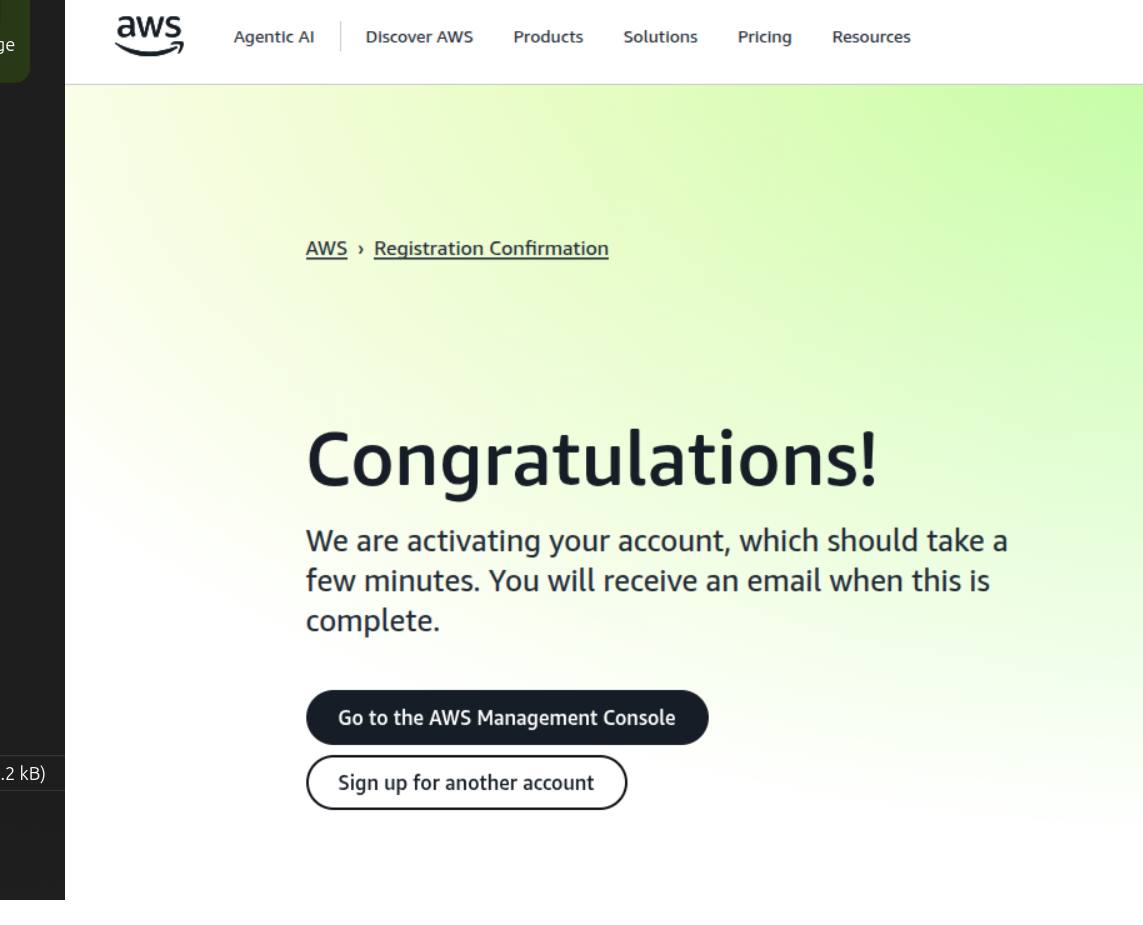 aws
Agentic AI
Discover AWS
Products
Solutions
Pricing
Resources
ge
AWS › Registration Confirmation
Congratulations!
We are activating your account, which should take a
few minutes. You will receive an email when this is
complete.
Go to the AWS Management Console
.2 kB)
Sign up for another account